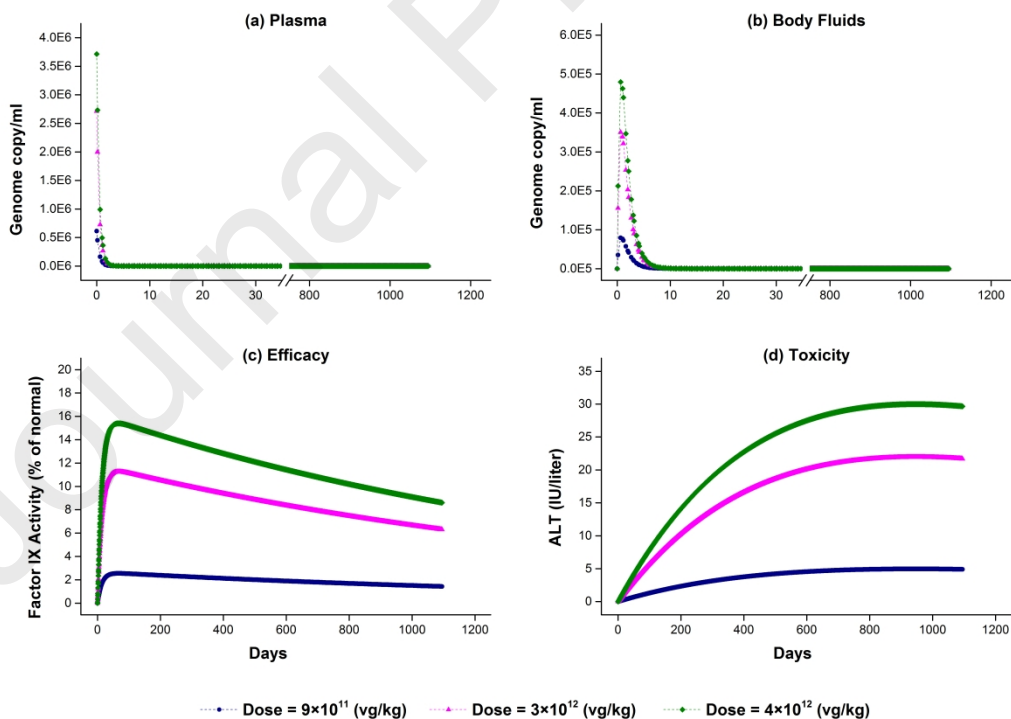 (a) Plasma
Genome copy/ml
4.0E6
3.5E6
3.0E6
2.5E6
2.0E6
1.5E6
1.0E6
0.5E6
0.0E6
0 10 20 30 800 1000 1200
(b) Body Fluids
Genome copy/ml
6.0E5
5.0E5
4.0E5
3.0E5
2.0E5
1.0E5
0.0E5
0 10 20 30 800 1000 1200
(c) Efficacy
Factor IX Activity (% of normal)
20
18
16
14
12
10
8
6
4
2
0
0 200 400 600 800 1000 1200
Days
(d) Toxicity
ALT (IU/liter)
35
30
25
20
15
10
5
0
0 200 400 600 800 1000 1200
Days
Dose = 9×10¹¹ (vg/kg) Dose = 3×10¹² (vg/kg) Dose = 4×10¹² (vg/kg)
Journal P